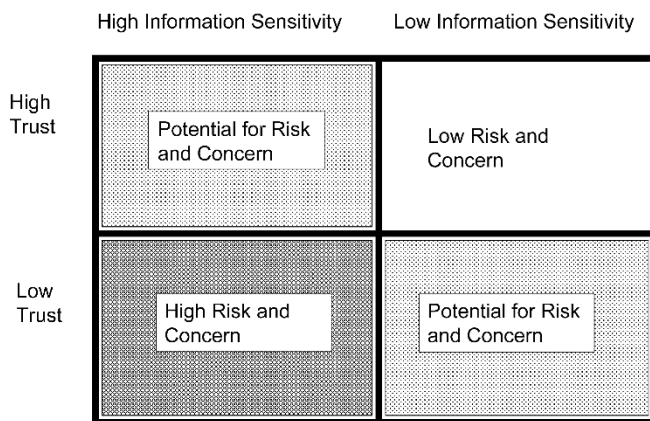 High Information Sensitivity
Low Information Sensitivity
High
Trust
Potential for Risk
and Concern
Low Risk and
Concern
Low
Trust
High Risk and
Concern
Potential for Risk
and Concern